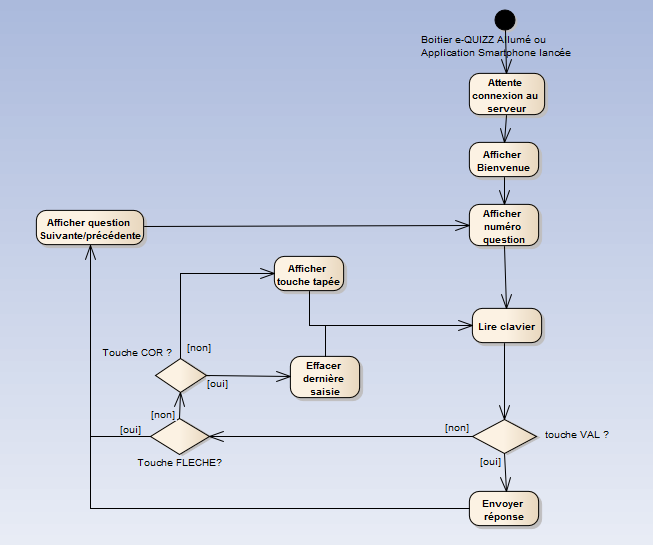 Boitier e-QUIZZ Allumé ou
Application Smartphone lancée
Attente
connexion au
serveur
Afficher
Bienvenue
Afficher question
Suivante/précédente
Afficher
numéro
question
Afficher
touche tapée
Lire clavier
Touche COR ?
[non]
[oui]
Effacer
dernière
saisie
[non]
[oui]
Touche FLECHE?
[non]
touche VAL ?
[oui]
Envoyer
réponse